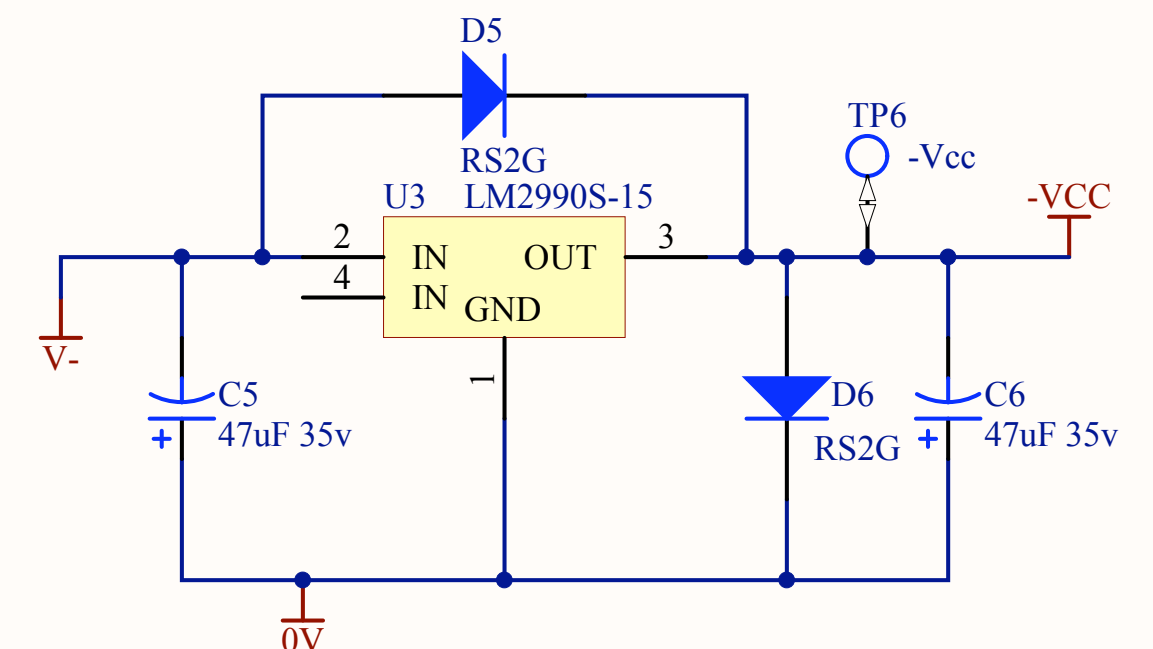 D5
RS2G
U3 LM2990S-15
TP6
-Vcc
-VCC
2
IN
OUT
3
4
IN
GND
1
V-
C5
47uF 35v
D6
RS2G
C6
47uF 35v
0V